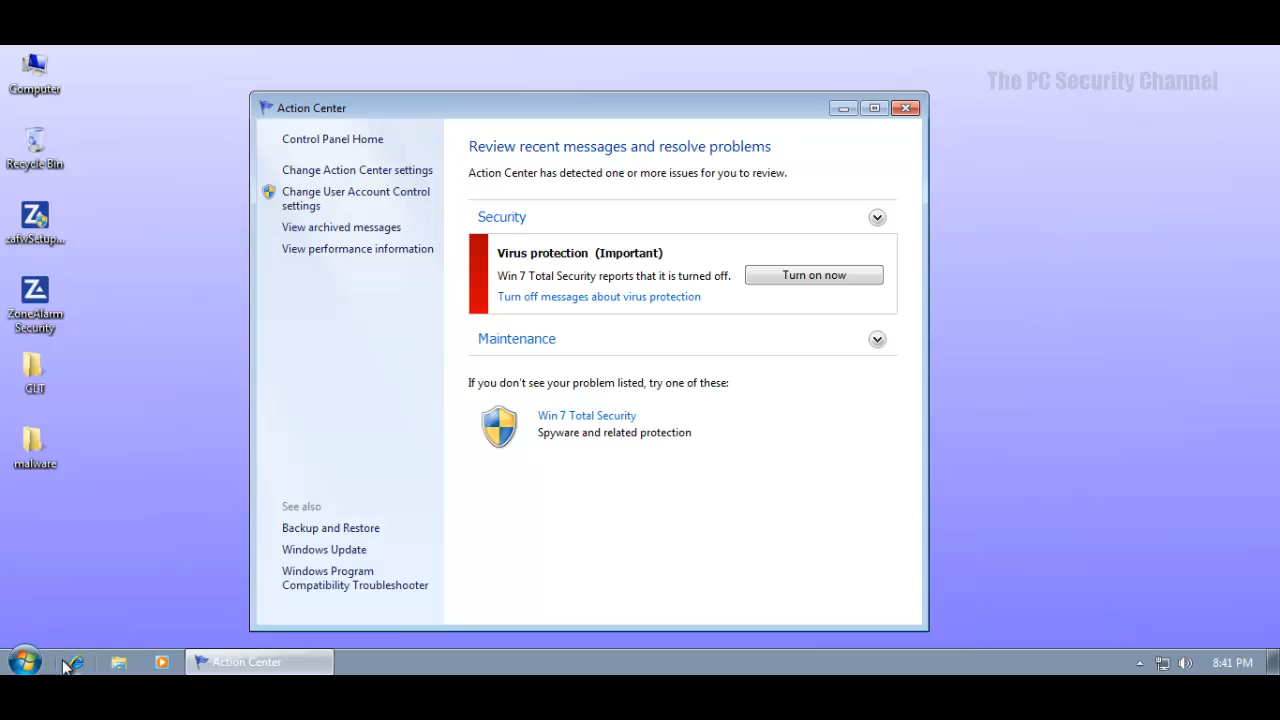 The PC Security Channel
Computer
Recycle Bin
zafwSetup...
ZoneAlarm
Security
CLT
malware
Action Center
Control Panel Home
Change Action Center settings
Change User Account Control
settings
View archived messages
View performance information
See also
Backup and Restore
Windows Update
Windows Program
Compatibility Troubleshooter
Review recent messages and resolve problems
Action Center has detected one or more issues for you to review.
Security
Virus protection (Important)
Win 7 Total Security reports that it is turned off.
Turn on now
Turn off messages about virus protection
Maintenance
If you don't see your problem listed, try one of these:
Win 7 Total Security
Spyware and related protection
Action Center
8:41 PM